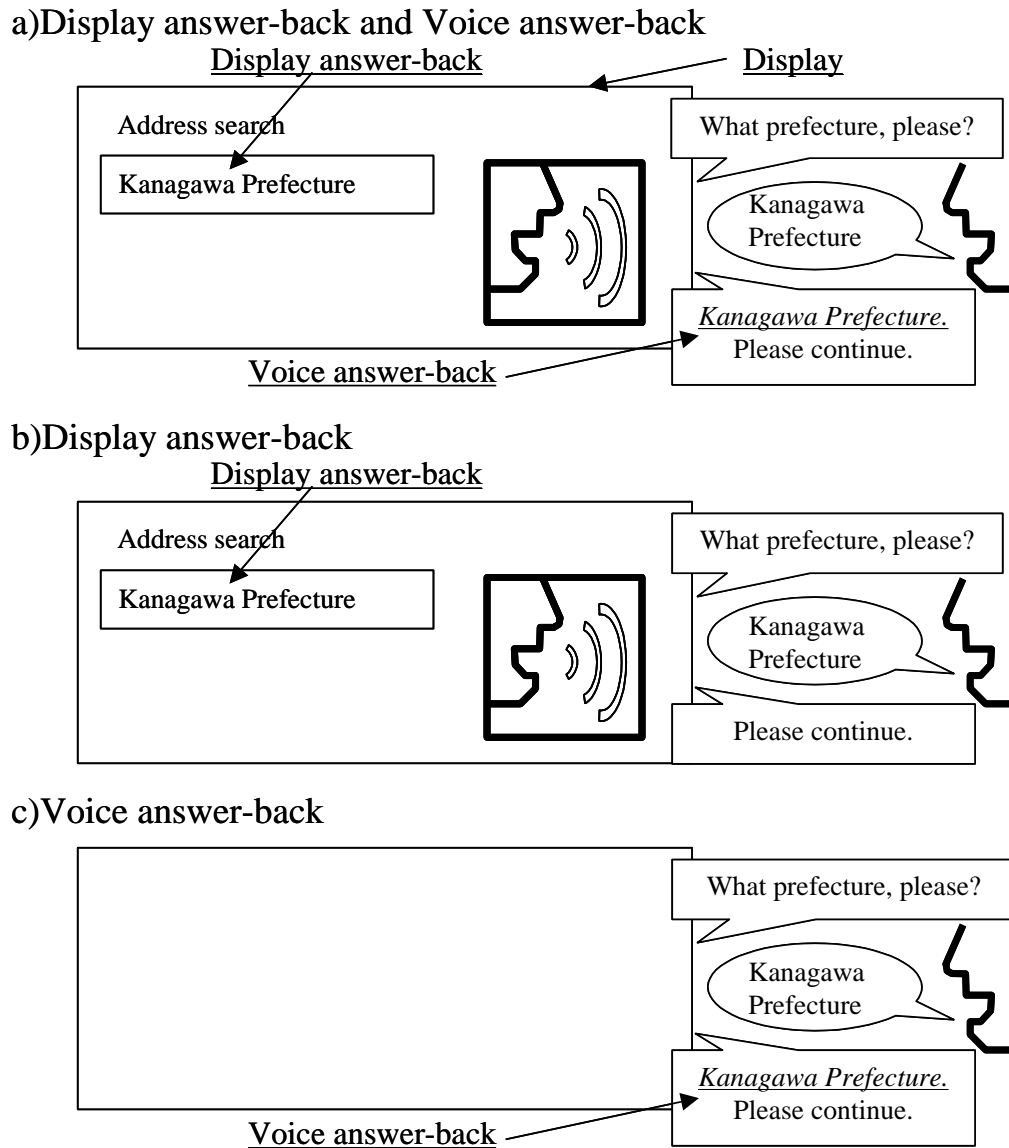 a)Display answer-back and Voice answer-back
Display answer-back
Display
Address search
Kanagawa Prefecture
What prefecture, please?
Kanagawa
Prefecture
Kanagawa Prefecture.
Please continue.
Voice answer-back
b)Display answer-back
Display answer-back
Address search
Kanagawa Prefecture
What prefecture, please?
Kanagawa
Prefecture
Please continue.
c)Voice answer-back
What prefecture, please?
Kanagawa
Prefecture
Kanagawa Prefecture.
Please continue.
Voice answer-back